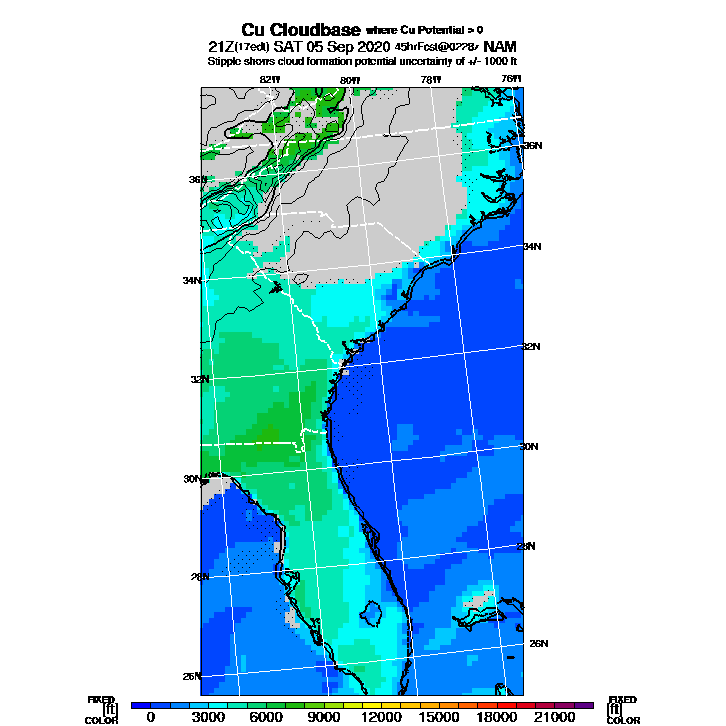 Cu Cloudbase where Cu Potential > 0
21Z(17edt) SAT 05 Sep 2020 45hrFcst@0228z NAM
Stipple shows cloud formation potential uncertainty of +/- 1000 ft
82W 80W 78W 76W
36N
36N
34N
34N
32N
32N
30N
30N
28N
28N
26N
26N
FIXED FIXED
[ft] [ft]
COLOR COLOR
0 3000 6000 9000 12000 15000 18000 21000